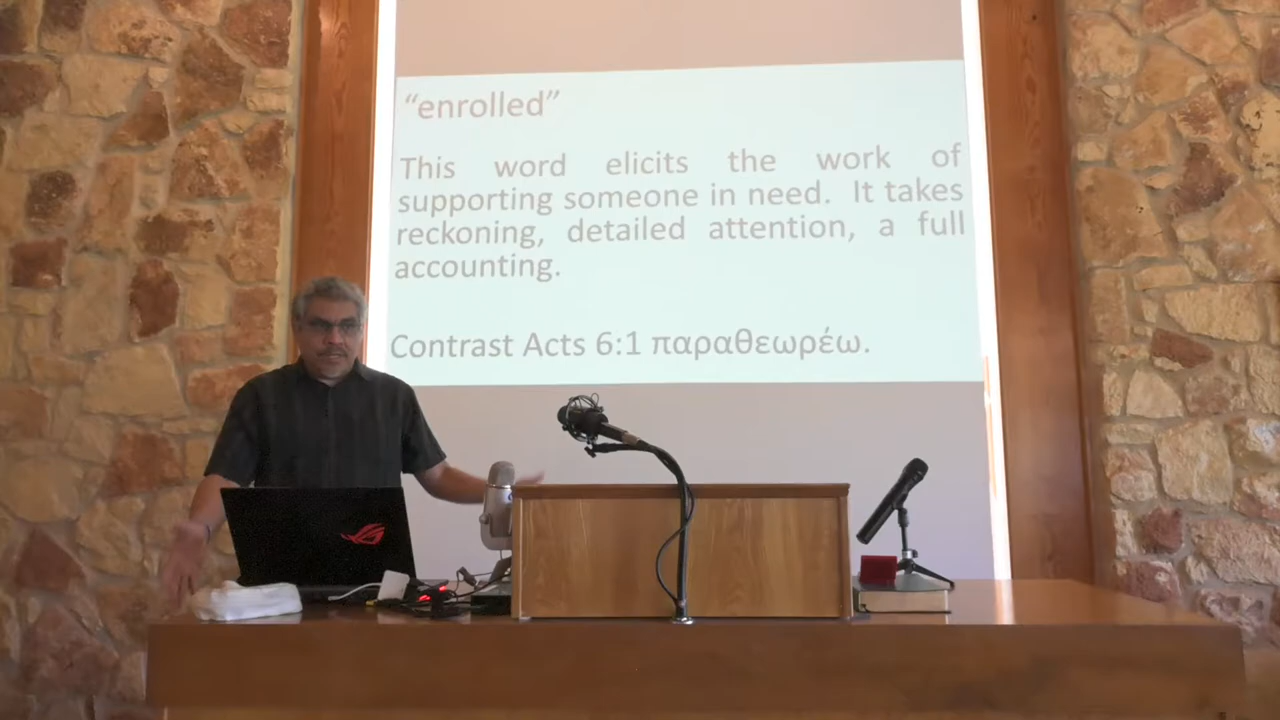 “enrolled”
This word elicits the work of
supporting someone in need. It takes
reckoning, detailed attention, a full
accounting.
Contrast Acts 6:1 παραθεωρέω.